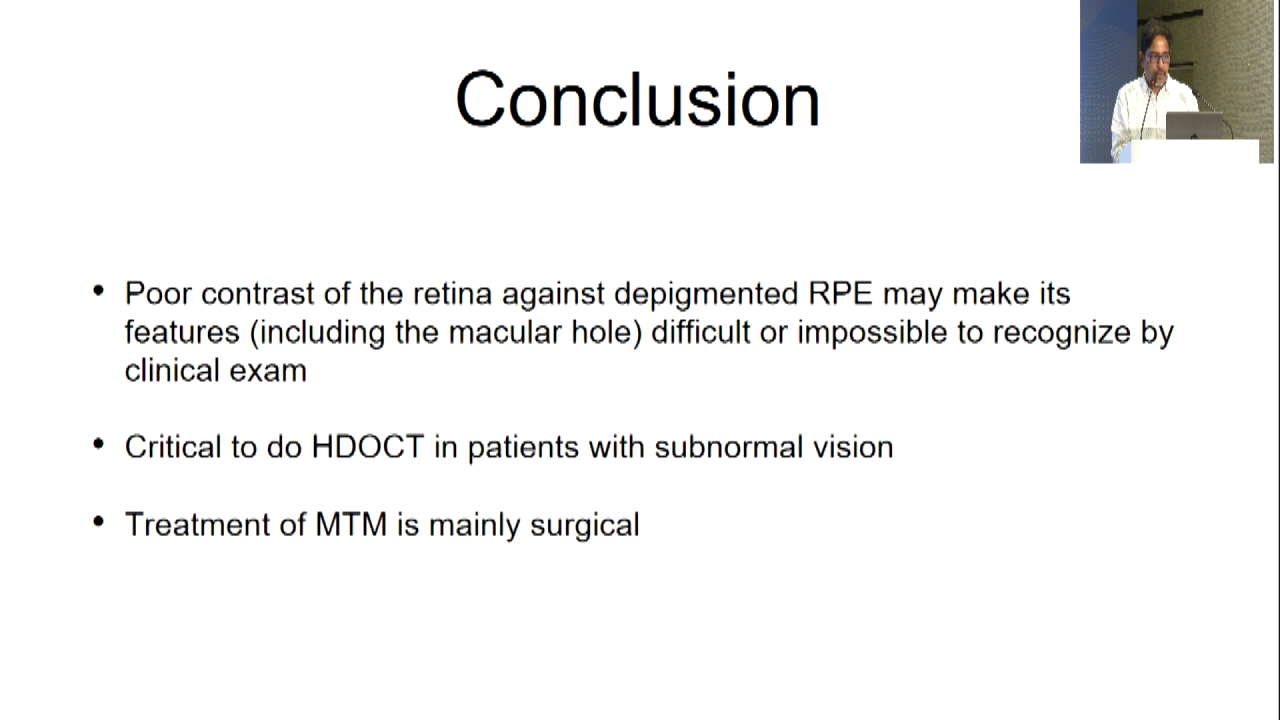 Conclusion
• Poor contrast of the retina against depigmented RPE may make its
features (including the macular hole) difficult or impossible to recognize by
clinical exam
• Critical to do HDOCT in patients with subnormal vision
• Treatment of MTM is mainly surgical